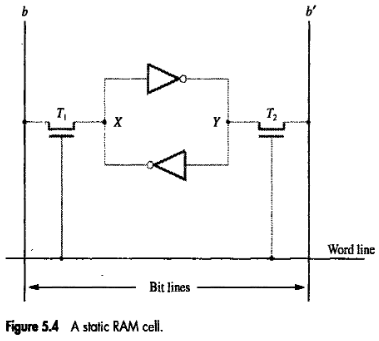 b b′
T₁ X Y T₂
Word line
Bit lines
Figure 5.4 A static RAM cell.